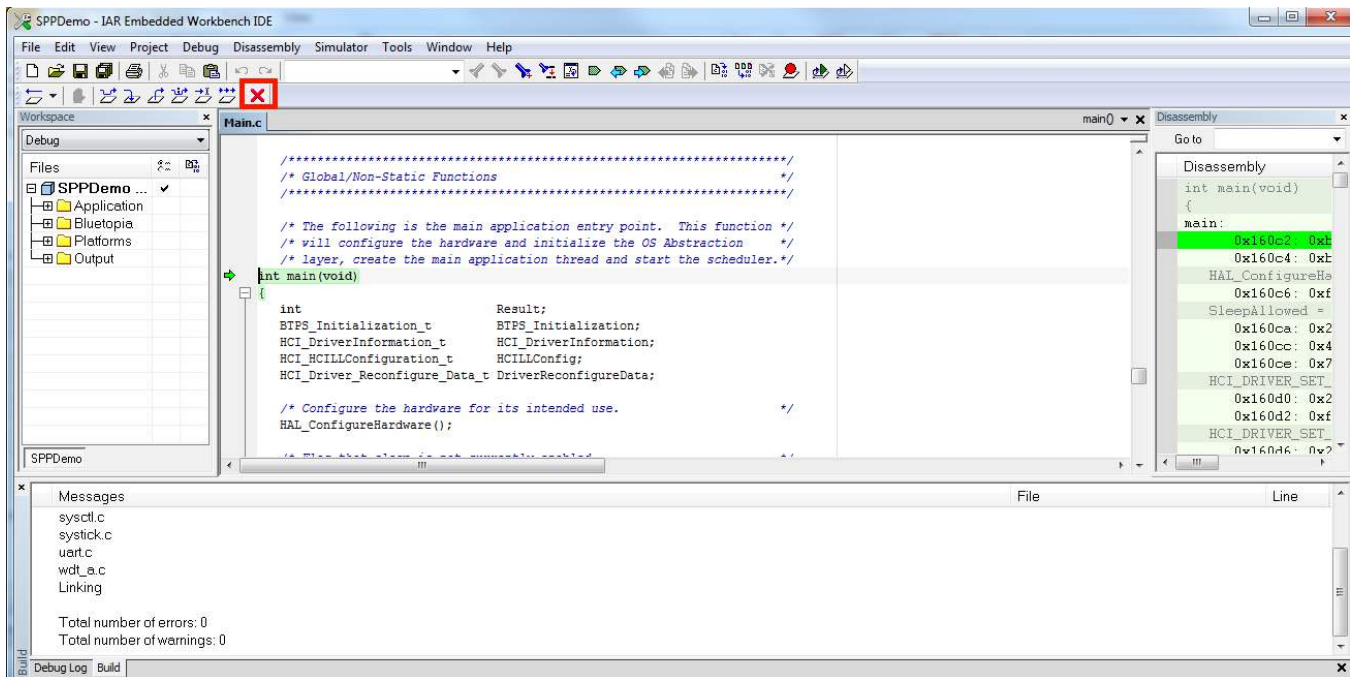 SPPDemo - IAR Embedded Workbench IDE
File Edit View Project Debug Disassembly Simulator Tools Window Help
Workspace
Debug
Files
SPPDemo ...
Application
Bluetopia
Platforms
Output
SPPDemo
Main.c
main()
/*********************************************************************/
/* Global/Non-Static Functions */
/*********************************************************************/
/* The following is the main application entry point. This function */
/* will configure the hardware and initialize the OS Abstraction */
/* layer, create the main application thread and start the scheduler.*/
int main(void)
{
int Result;
BTPS_Initialization_t BTPS_Initialization;
HCI_DriverInformation_t HCI_DriverInformation;
HCI_HCILLConfiguration_t HCILLConfig;
HCI_Driver_Reconfigure_Data_t DriverReconfigureData;
/* Configure the hardware for its intended use. */
HAL_ConfigureHardware();
Disassembly
Go to
Disassembly
int main(void)
{
main:
0x160c2: 0xb
0x160c4: 0xb
HAL_ConfigureHa
0x160c6: 0xf
SleepAllowed =
0x160ca: 0x2
0x160cc: 0x4
0x160ce: 0x7
HCI_DRIVER_SET_
0x160d0: 0x2
0x160d2: 0xf
HCI_DRIVER_SET_
0x160d6: 0x2
Messages File Line
sysctl.c
systick.c
uart.c
wdt_a.c
Linking
Total number of errors: 0
Total number of warnings: 0
Build
Debug Log Build